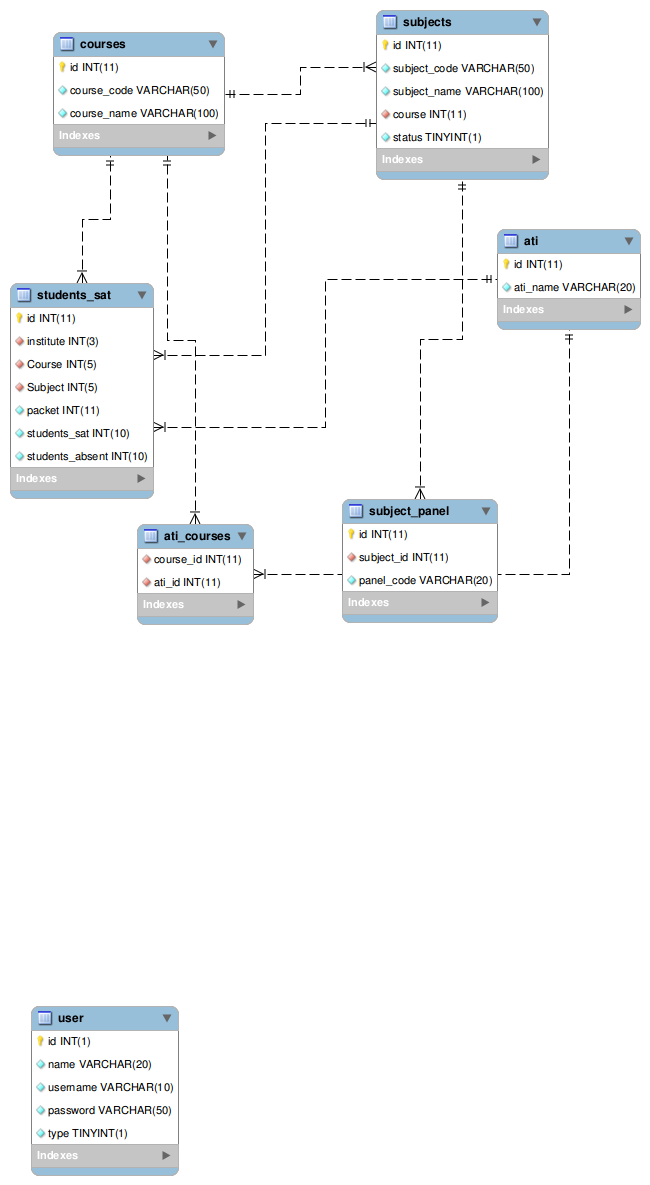 courses
id INT(11)
course_code VARCHAR(50)
course_name VARCHAR(100)
Indexes
subjects
id INT(11)
subject_code VARCHAR(50)
subject_name VARCHAR(100)
course INT(11)
status TINYINT(1)
Indexes
ati
id INT(11)
ati_name VARCHAR(20)
Indexes
students_sat
id INT(11)
institute INT(3)
Course INT(5)
Subject INT(5)
packet INT(11)
students_sat INT(10)
students_absent INT(10)
Indexes
ati_courses
course_id INT(11)
ati_id INT(11)
Indexes
subject_panel
id INT(11)
subject_id INT(11)
panel_code VARCHAR(20)
Indexes
user
id INT(1)
name VARCHAR(20)
username VARCHAR(10)
password VARCHAR(50)
type TINYINT(1)
Indexes